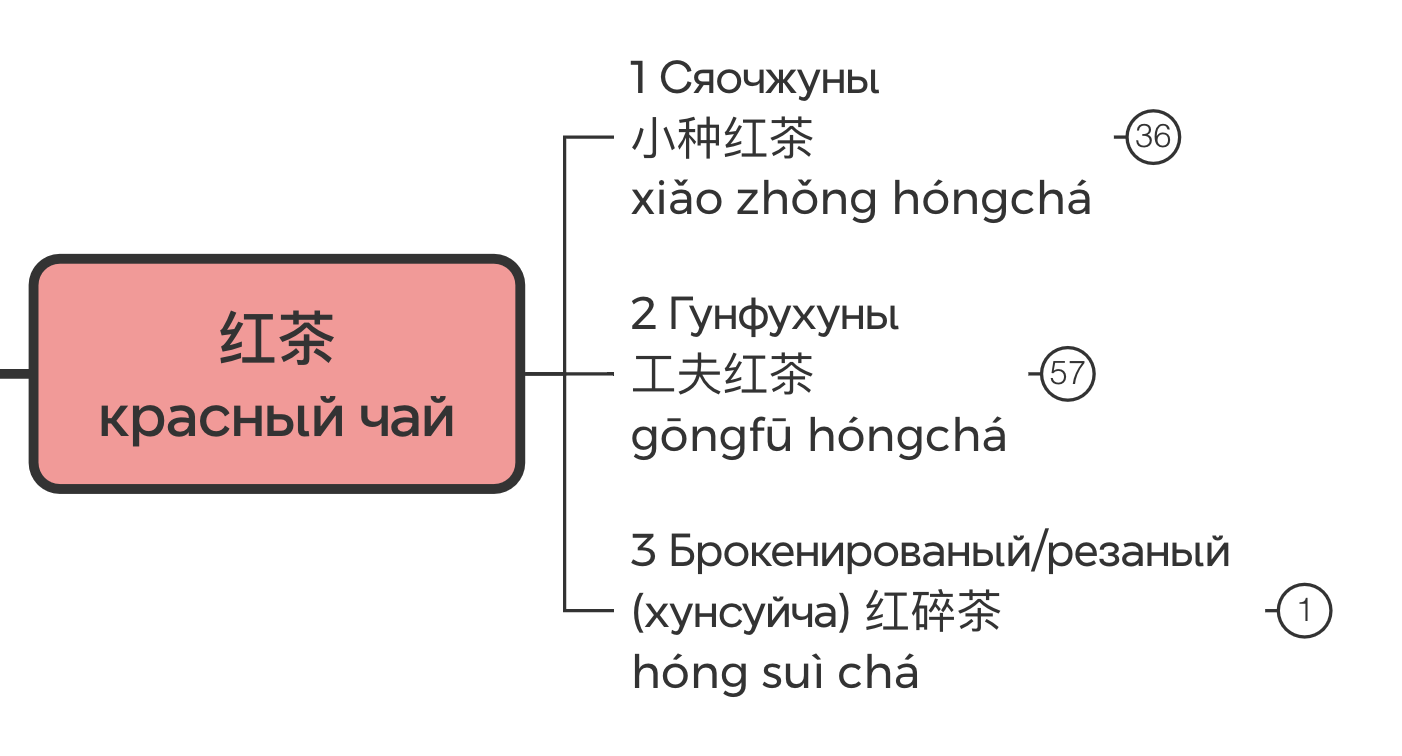 红茶
красный чай
1 Сяочжуны
小种红茶
xiǎo zhǒng hóngchá
36
2 Гунфухуны
工夫红茶
gōngfū hóngchá
57
3 Брокенированый/резаный
(хунсуйча) 红碎茶
hóng suì chá
1